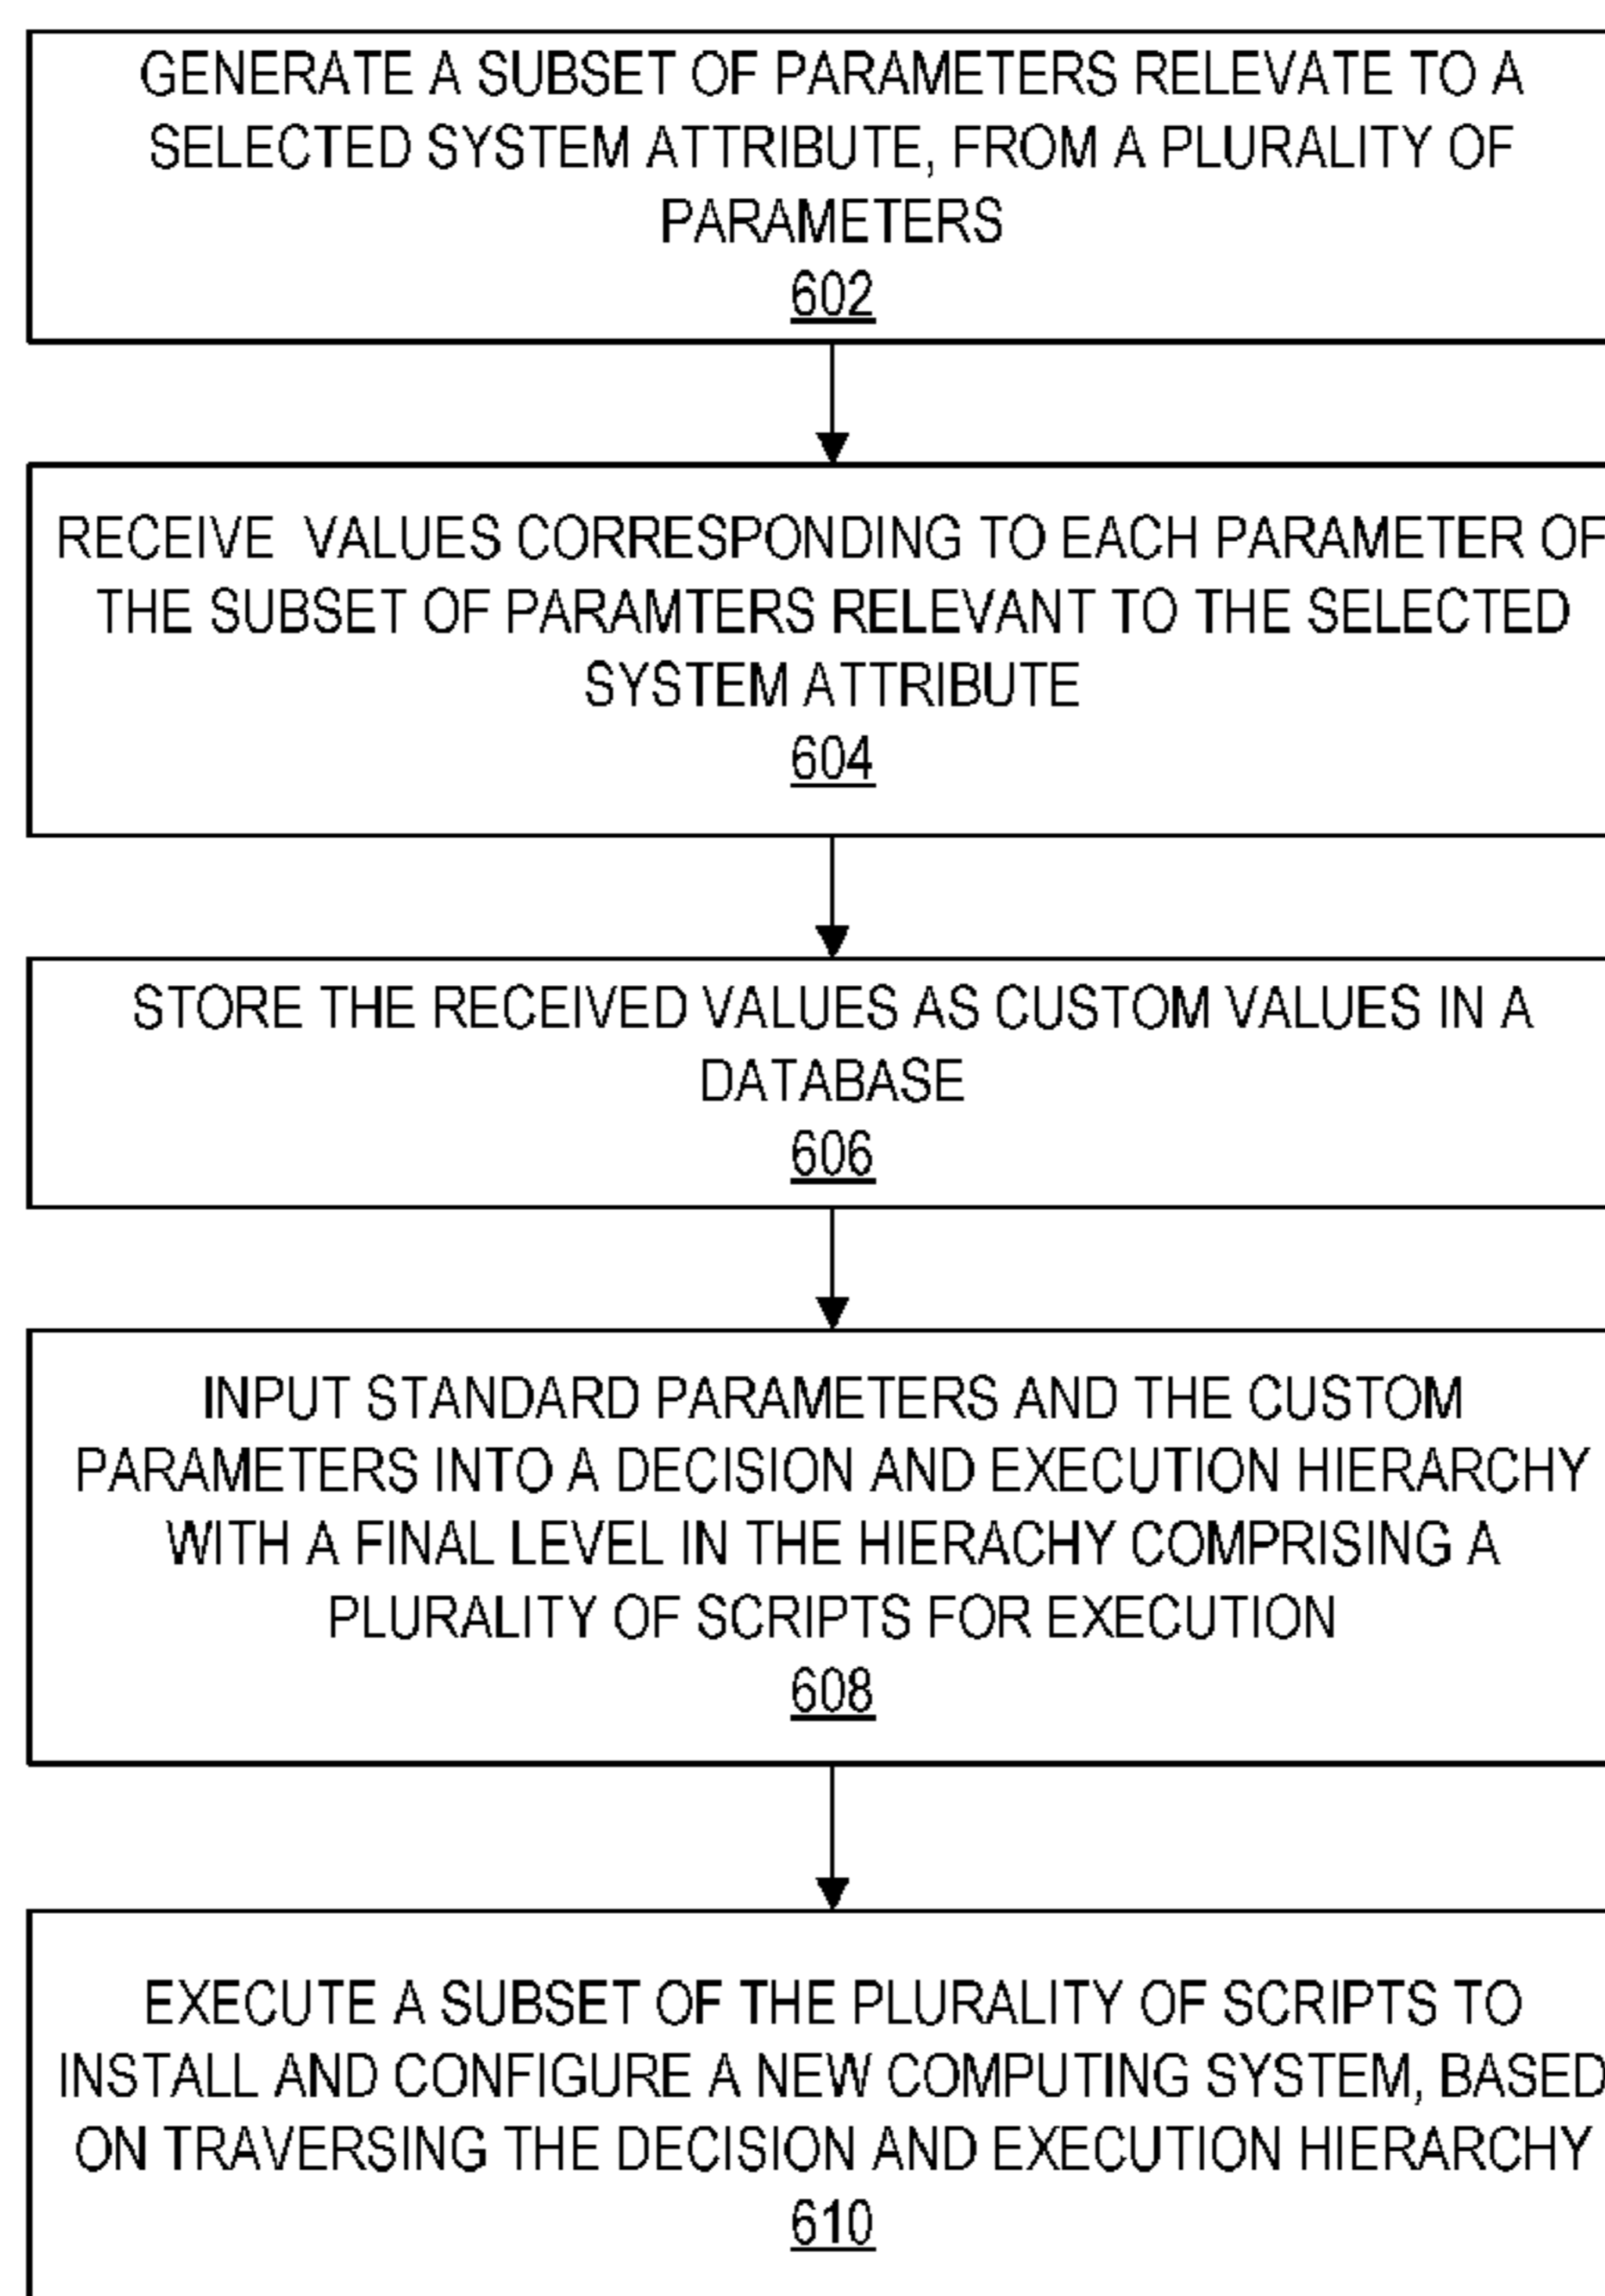 GENERATE A SUBSET OF PARAMETERS RELEVATE TO A
SELECTED SYSTEM ATTRIBUTE, FROM A PLURALITY OF
PARAMETERS
602
RECEIVE VALUES CORRESPONDING TO EACH PARAMETER OF
THE SUBSET OF PARAMTERS RELEVANT TO THE SELECTED
SYSTEM ATTRIBUTE
604
STORE THE RECEIVED VALUES AS CUSTOM VALUES IN A
DATABASE
606
INPUT STANDARD PARAMETERS AND THE CUSTOM
PARAMETERS INTO A DECISION AND EXECUTION HIERARCHY
WITH A FINAL LEVEL IN THE HIERACHY COMPRISING A
PLURALITY OF SCRIPTS FOR EXECUTION
608
EXECUTE A SUBSET OF THE PLURALITY OF SCRIPTS TO
INSTALL AND CONFIGURE A NEW COMPUTING SYSTEM, BASED
ON TRAVERSING THE DECISION AND EXECUTION HIERARCHY
610